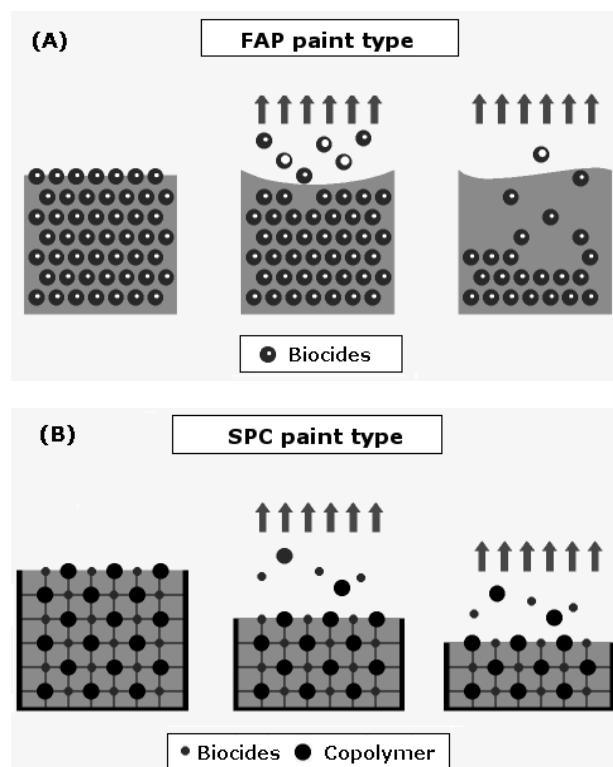 (A)
FAP paint type
Biocides
(B)
SPC paint type
Biocides Copolymer